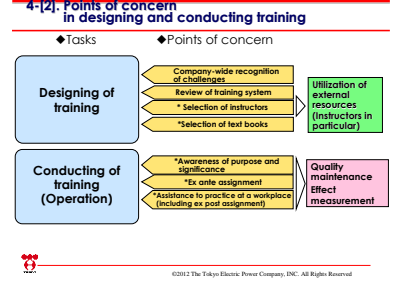 4-[2]. Points of concern
in designing and conducting training
◆Tasks
◆Points of concern
Designing of
training
Company-wide recognition
of challenges
Review of training system
* Selection of instructors
*Selection of text books
Utilization of
external
resources
(Instructors in
particular)
Conducting of
training
(Operation)
*Awareness of purpose and
significance
*Ex ante assignment
*Assistance to practice at a workplace
(including ex post assignment)
Quality
maintenance
Effect
measurement
©2012 The Tokyo Electric Power Company, INC. All Rights Reserved